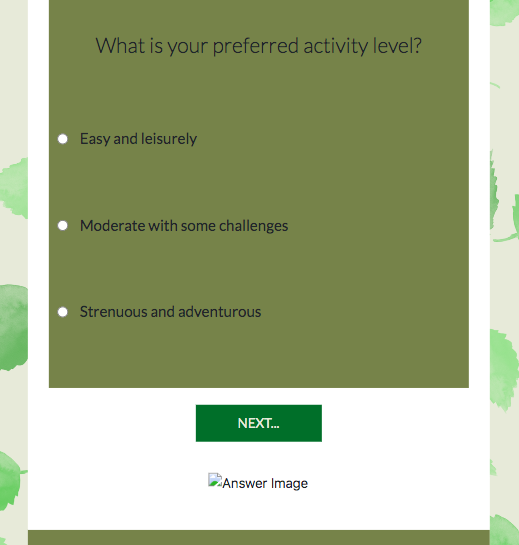 What is your preferred activity level?
Easy and leisurely
Moderate with some challenges
Strenuous and adventurous
NEXT...
Answer Image